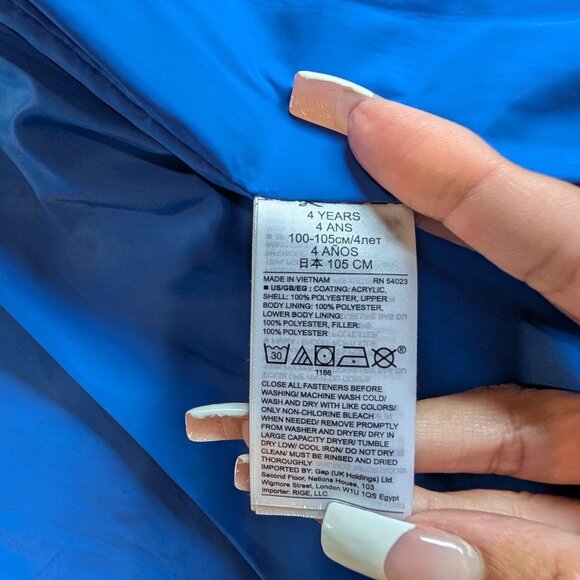 4 YEARS
4 ANS
100-105см/4лет
4 AÑOS
日本 105 CM
MADE IN VIETNAM RN 54023
■ US/GB/EG : COATING: ACRYLIC,
SHELL: 100% POLYESTER, UPPER
BODY LINING: 100% POLYESTER,
LOWER BODY LINING:
100% POLYESTER, FILLER:
100% POLYESTER
30 ®
1166
CLOSE ALL FASTENERS BEFORE
WASHING/ MACHINE WASH COLD/
WASH AND DRY WITH LIKE COLORS/
ONLY NON-CHLORINE BLEACH
WHEN NEEDED/ REMOVE PROMPTLY
FROM WASHER AND DRYER/ DRY IN
LARGE CAPACITY DRYER/ TUMBLE
DRY LOW/ COOL IRON/ DO NOT DRY
CLEAN/ MUST BE RINSED AND DRIED
THOROUGHLY
IMPORTED BY: Gap (UK Holdings) Ltd.
Second Floor, Nations House, 103
Wigmore Street, London W1U 1QS Egypt
Importer: RIGE, LLC